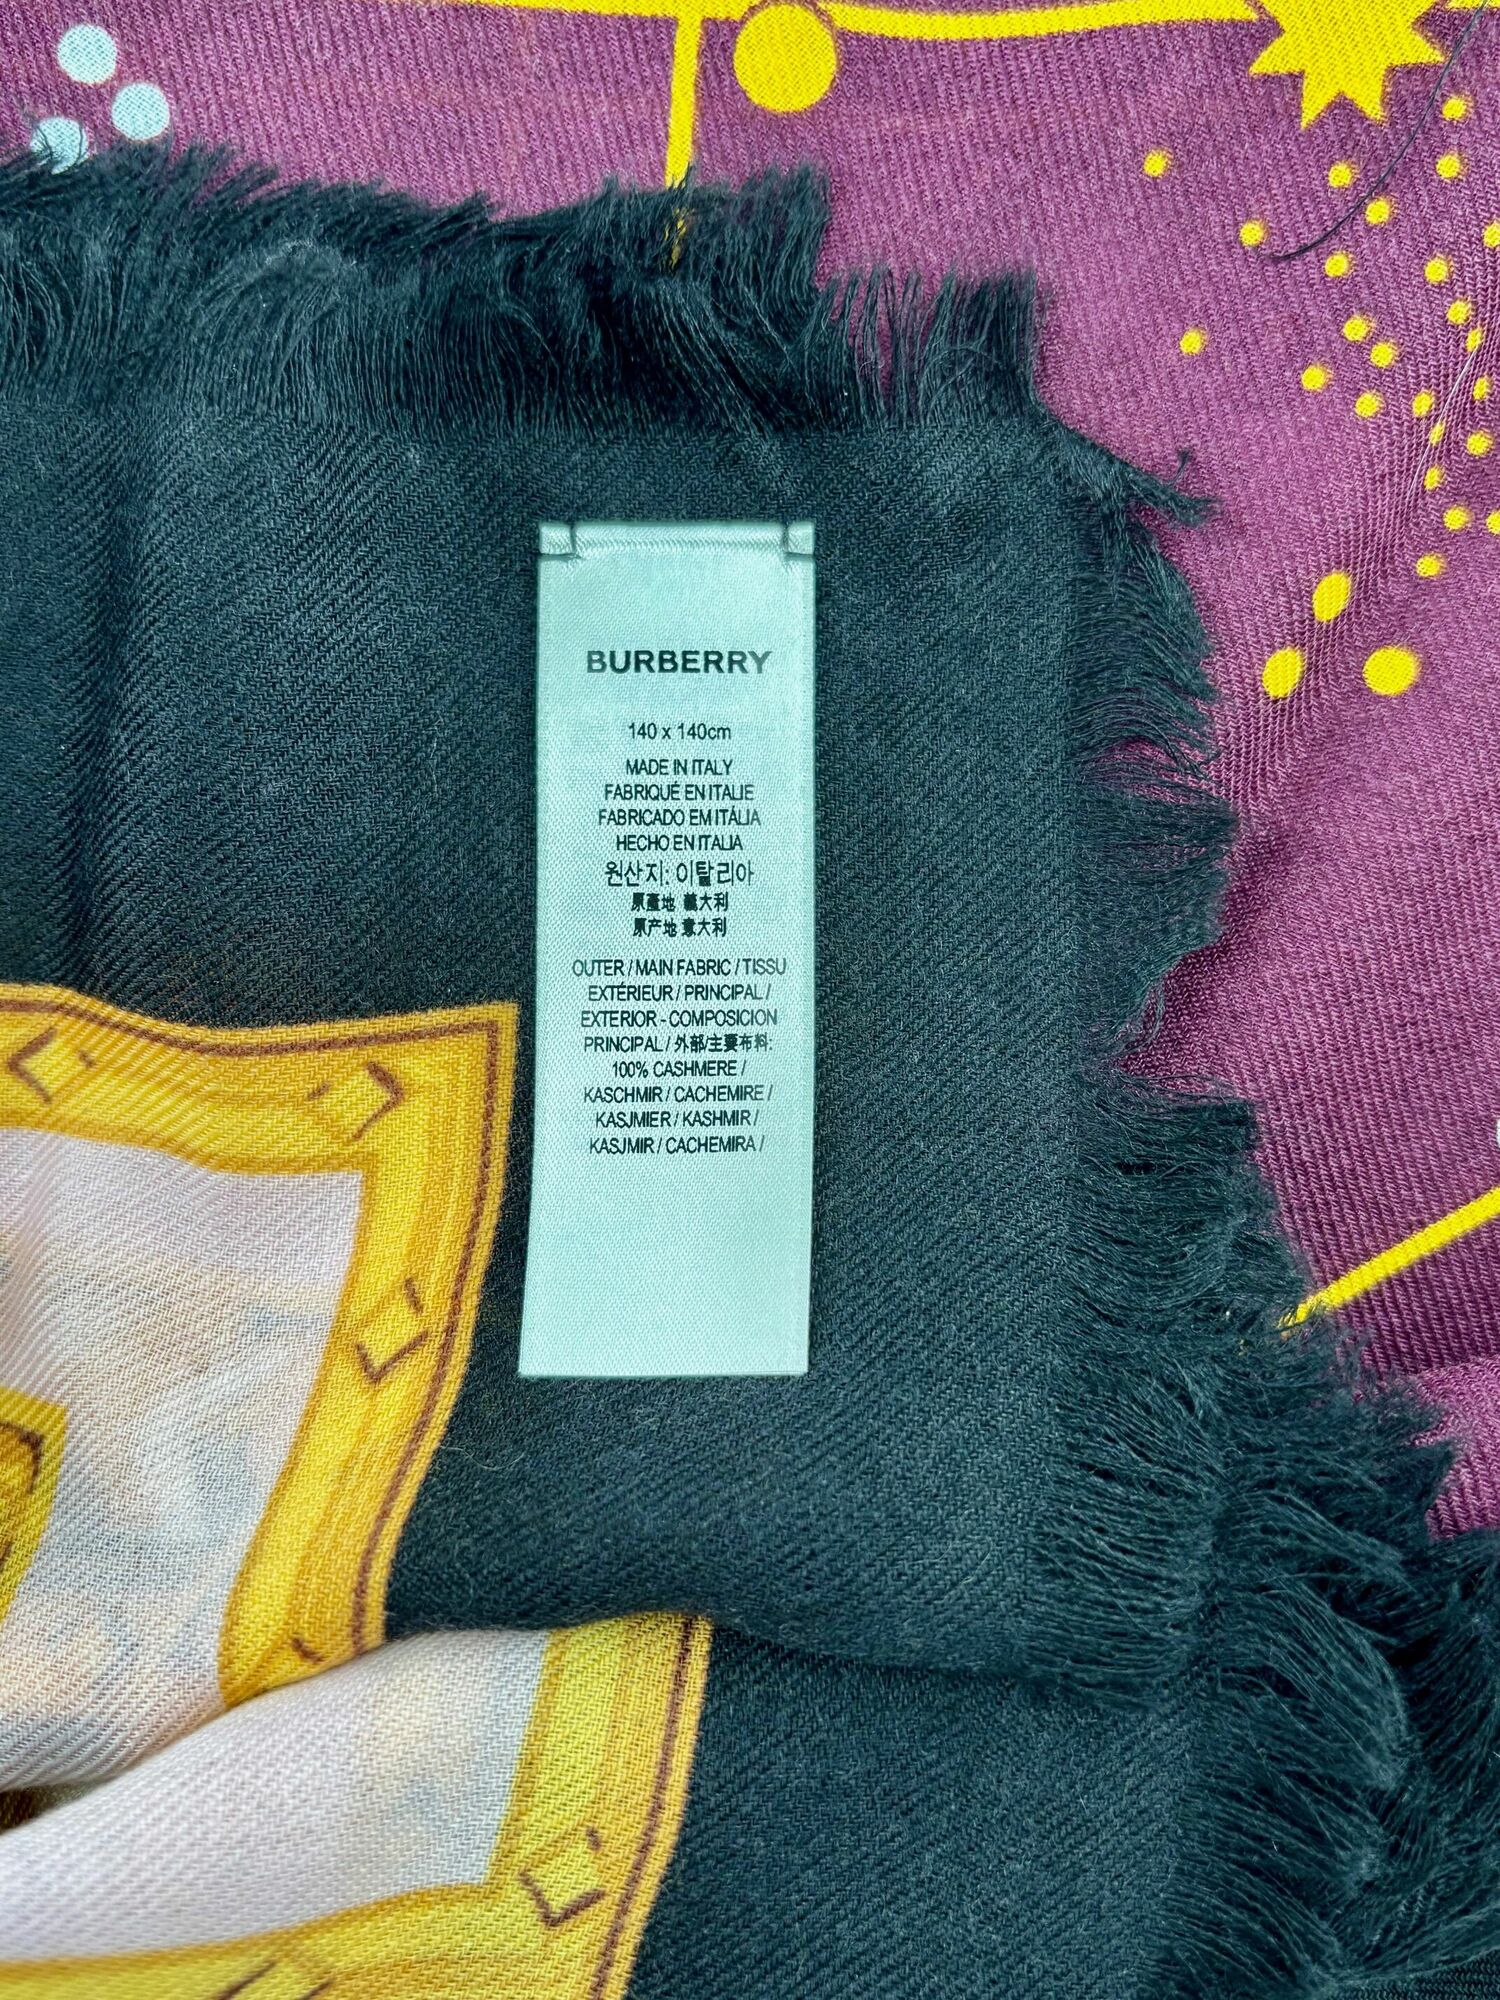 BURBERRY
140 x 140cm
MADE IN ITALY
FABRIQUÉ EN ITALIE
FABRICADO EM ITÁLIA
HECHO EN ITALIA
원산지: 이탈리아
原產地 義大利
原产地 意大利
OUTER / MAIN FABRIC / TISSU
EXTÉRIEUR / PRINCIPAL /
EXTERIOR - COMPOSICION
PRINCIPAL / 外部/主要布料:
100% CASHMERE /
KASCHMIR / CACHEMIRE /
KASJMIER / KASHMIR /
KASJMIR / CACHEMIRA /